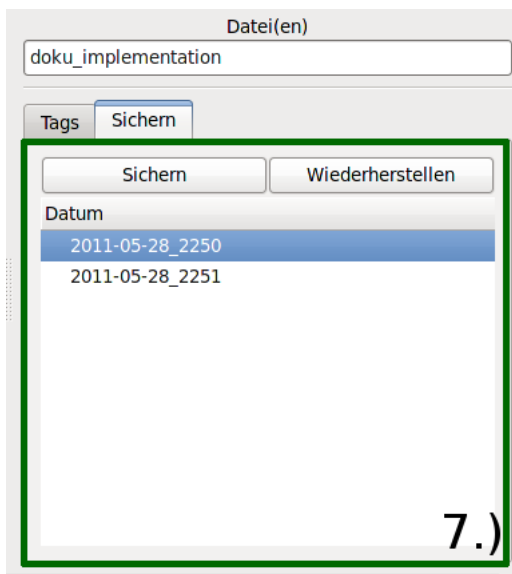 Datei(en)
doku_implementation
Tags Sichern
Sichern Wiederherstellen
Datum
2011-05-28_2250
2011-05-28_2251
7.)